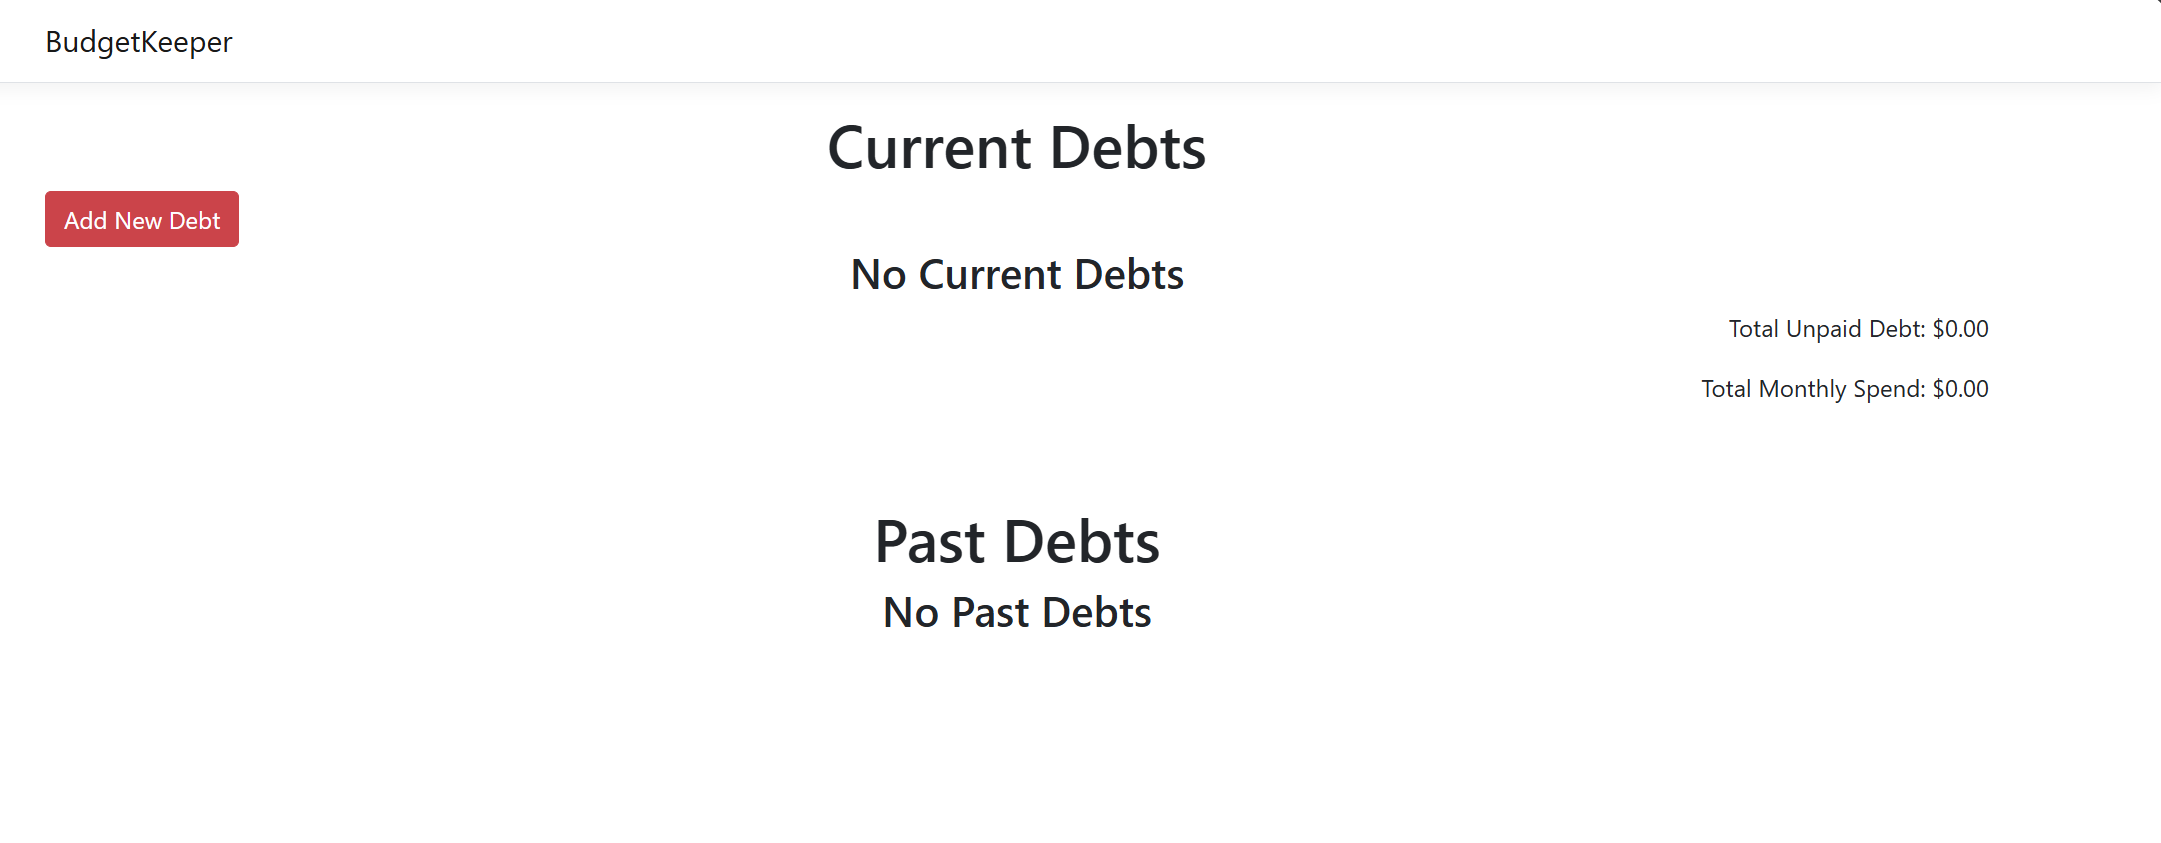 BudgetKeeper
Current Debts
Add New Debt
No Current Debts
Total Unpaid Debt: $0.00
Total Monthly Spend: $0.00
Past Debts
No Past Debts